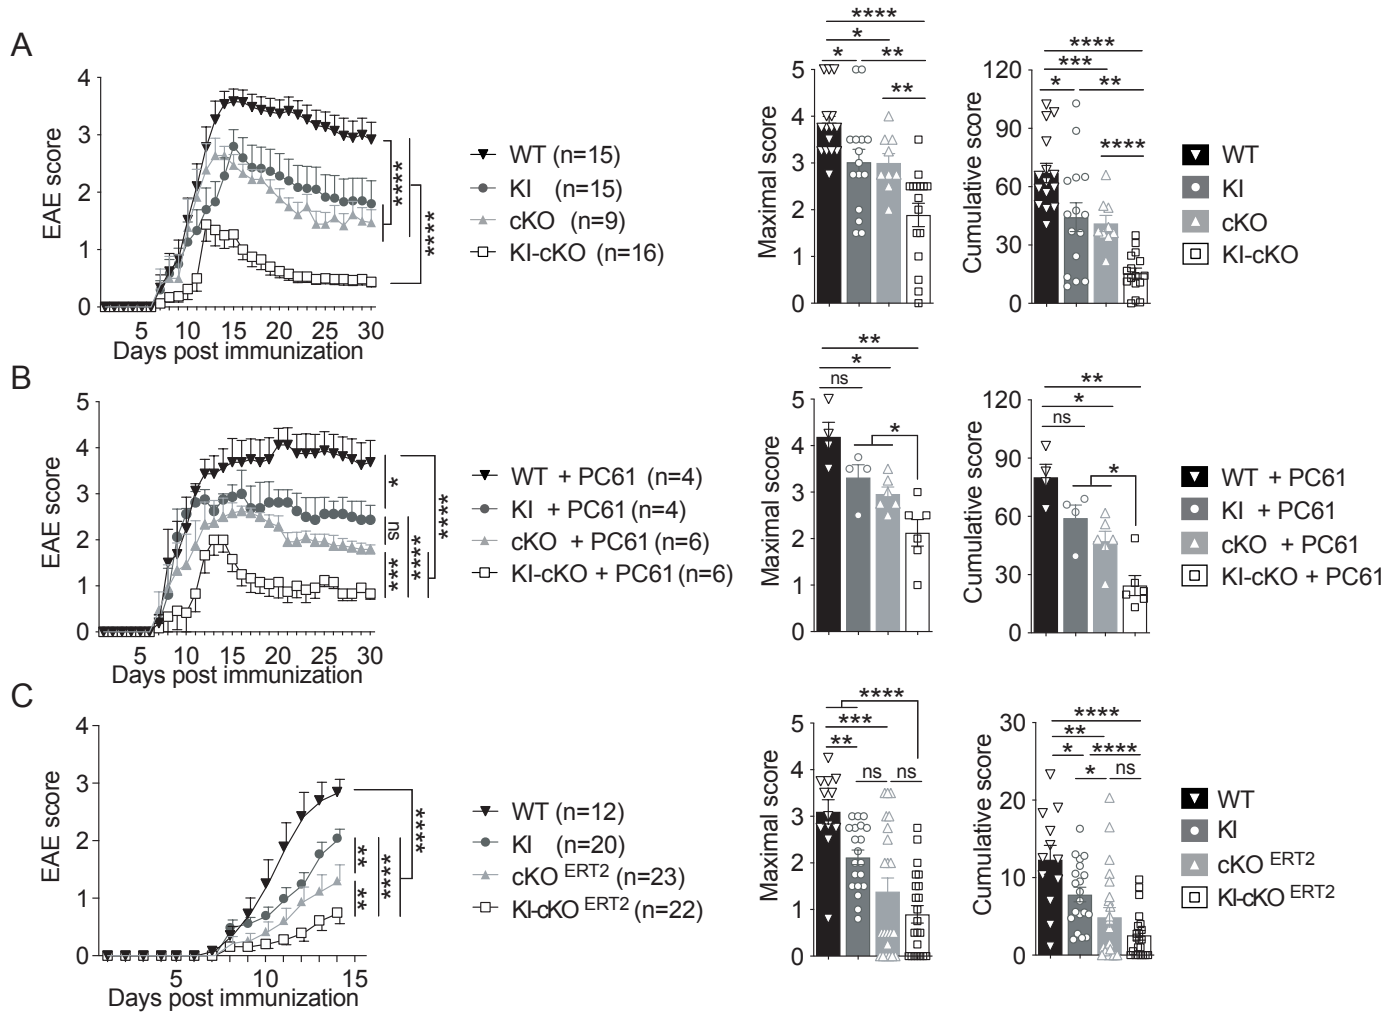 A
EAE score
4
3
2
1
0
5 10 15 20 25 30
Days post immunization
****
****
WT (n=15)
KI (n=15)
cKO (n=9)
KI-cKO (n=16)
Maximal score
5
4
3
2
1
0
****
*
* **
**
Cumulative score
120
90
60
30
0
****
***
* **
****
WT
KI
cKO
KI-cKO
B
EAE score
5
4
3
2
1
0
5 10 15 20 25 30
Days post immunization
*
ns
***
****
****
WT + PC61 (n=4)
KI + PC61 (n=4)
cKO + PC61 (n=6)
KI-cKO + PC61 (n=6)
Maximal score
5
4
3
2
1
0
**
*
ns
*
Cumulative score
120
90
60
30
0
**
*
ns
*
WT + PC61
KI + PC61
cKO + PC61
KI-cKO + PC61
C
EAE score
4
3
2
1
0
5 10 15
Days post immunization
**
**
****
****
WT (n=12)
KI (n=20)
cKO ERT2 (n=23)
KI-cKO ERT2 (n=22)
Maximal score
5
4
3
2
1
0
****
***
**
ns ns
Cumulative score
30
20
10
0
****
**
* ****
* ns
WT
KI
cKO ERT2
KI-cKO ERT2